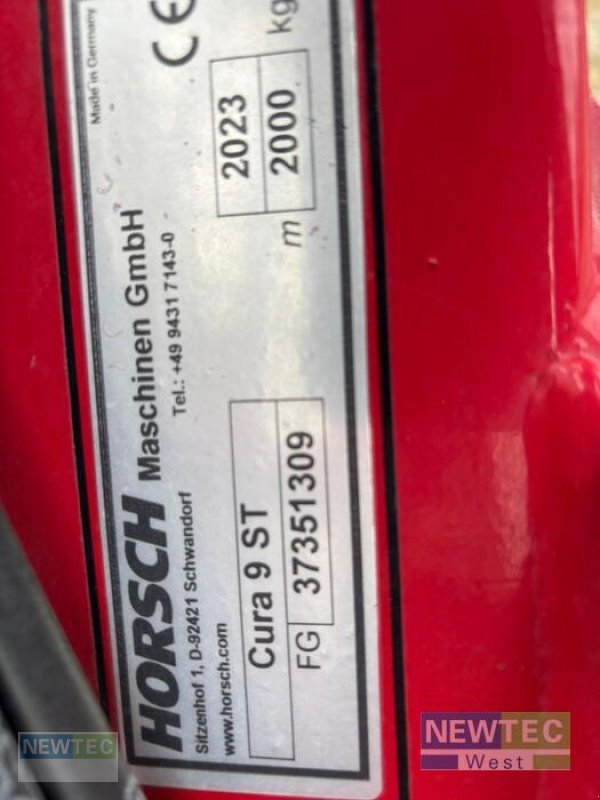 HORSCH Maschinen GmbH
Sitzenhof 1, D-92421 Schwandorf Tel.: +49 9431 7143-0
www.horsch.com
Made in Germany
CE
Cura 9 ST
2023
FG 37351309
m 2000 kg
NEWTEC
NEWTEC
West